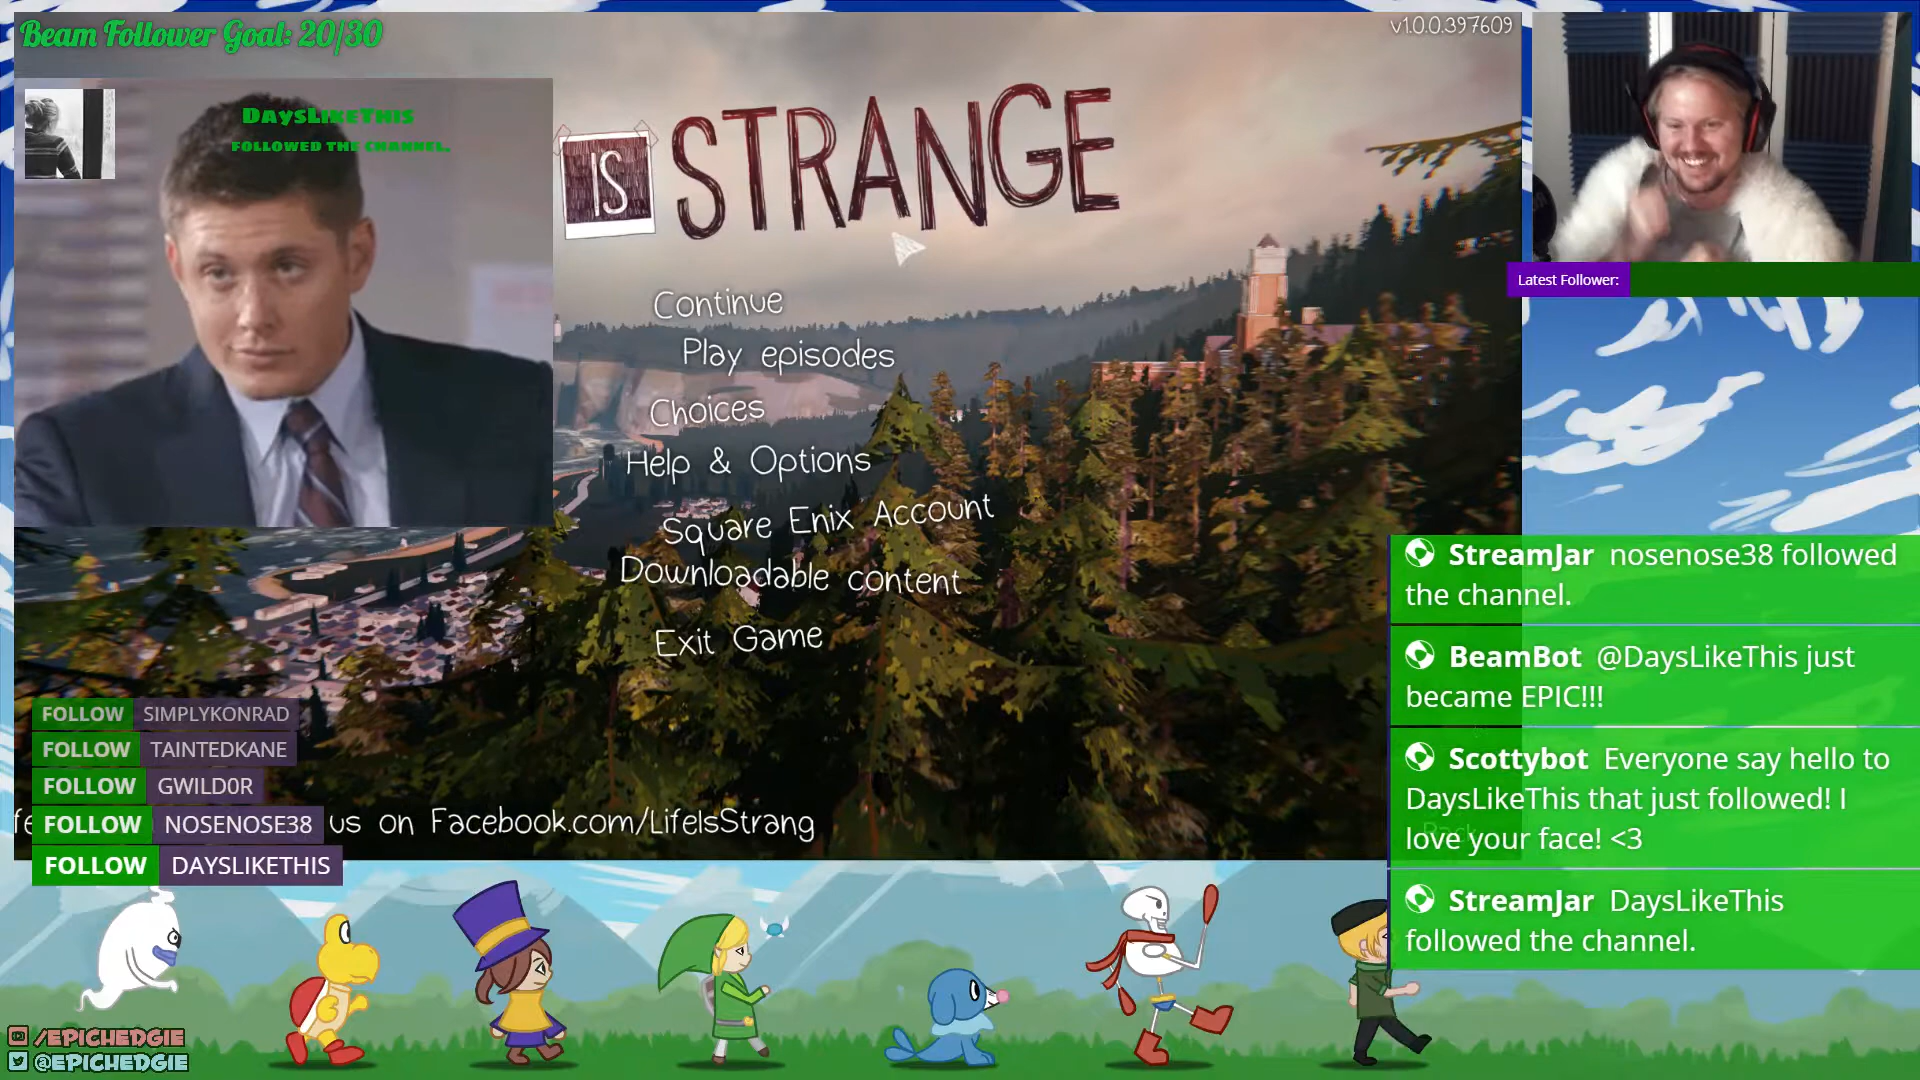 Beam Follower Goal: 20/30
v1.0.0.397609
DaysLikeThis
followed the channel.
IS STRANGE
Continue
Play episodes
Choices
Help & Options
Square Enix Account
Downloadable content
Exit Game
Latest Follower:
StreamJar nosenose38 followed
the channel.
BeamBot @DaysLikeThis just
became EPIC!!!
Scottybot Everyone say hello to
DaysLikeThis that just followed! I
love your face! <3
Back
StreamJar DaysLikeThis
followed the channel.
FOLLOW SIMPLYKONRAD
FOLLOW TAINTEDKANE
FOLLOW GWILD0R
FOLLOW NOSENOSE38
FOLLOW DAYSLIKETHIS
us on Facebook.com/LifeIsStrang
/EPICHEDGIE
@EPICHEDGIE